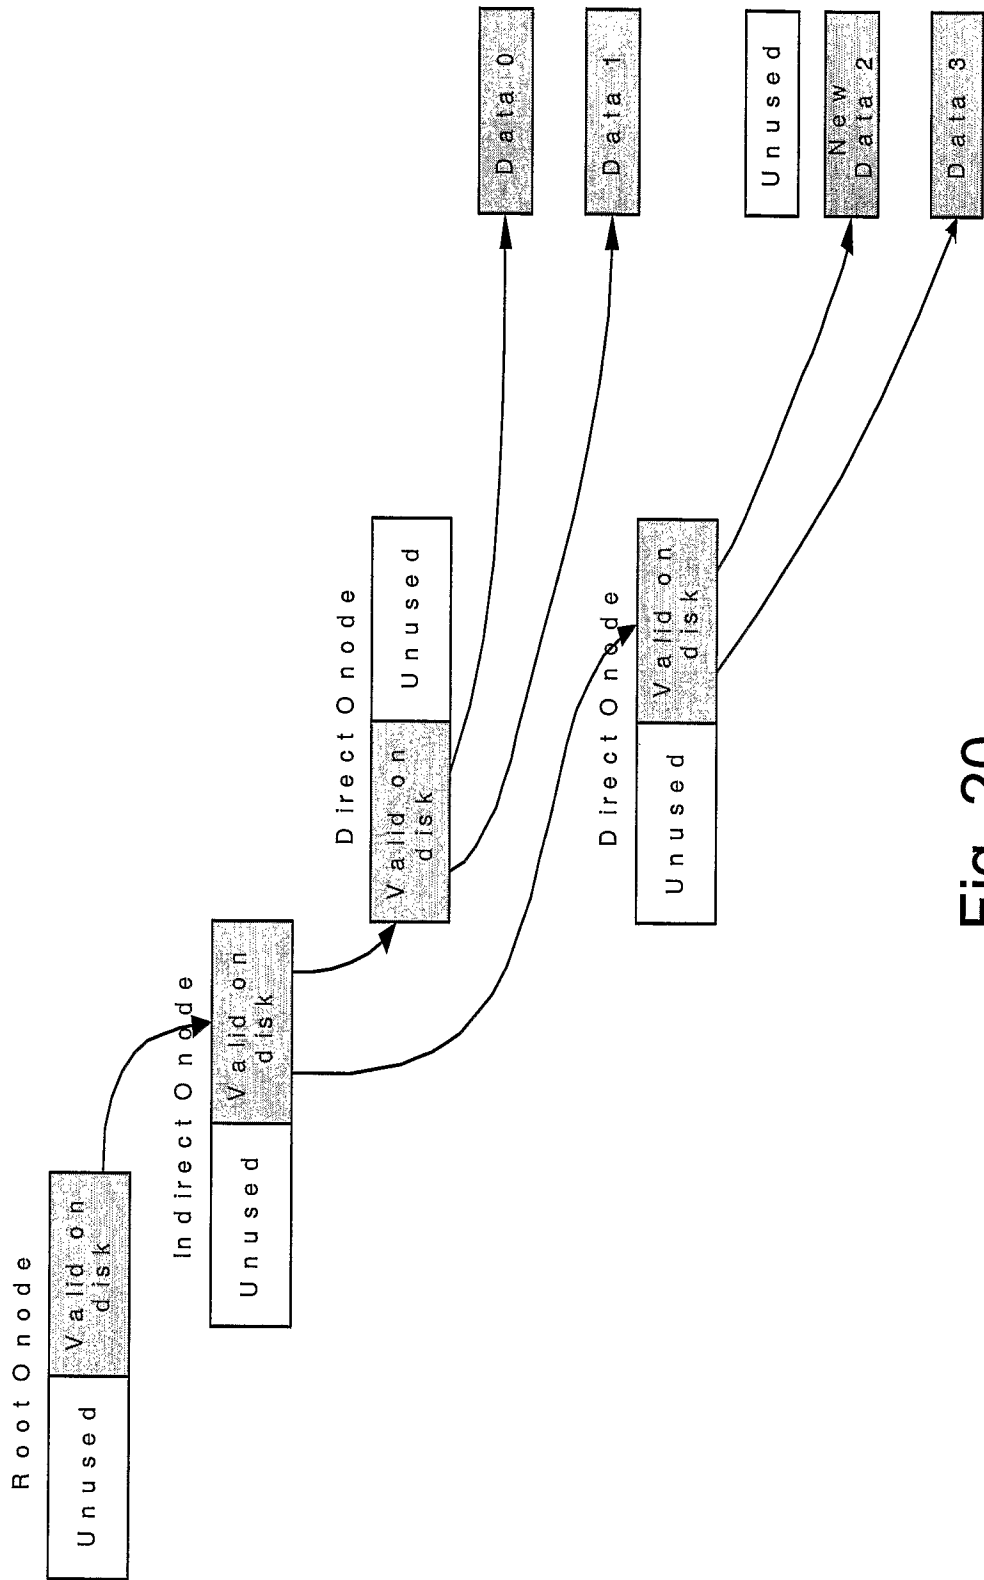 Root Onode
Unused
Valid on
disk
Indirect Onode
Unused
Valid on
disk
Direct Onode
Valid on
disk
Unused
Data 0
Data 1
Direct Onode
Unused
Valid on
disk
Unused
New
Data 2
Data 3
Fig. 20